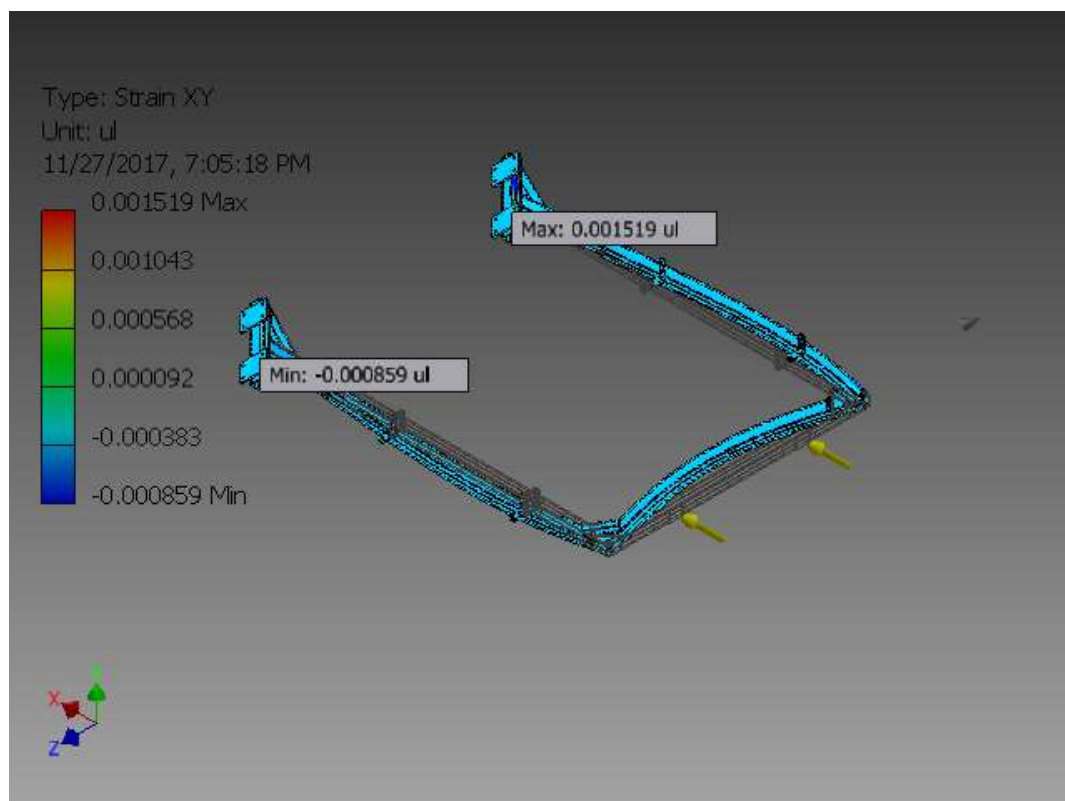 Type: Strain XY
Unit: ul
11/27/2017, 7:05:18 PM
0.001519 Max
0.001043
0.000568
0.000092
-0.000383
-0.000859 Min
Max: 0.001519 ul
Min: -0.000859 ul
Y
X
Z